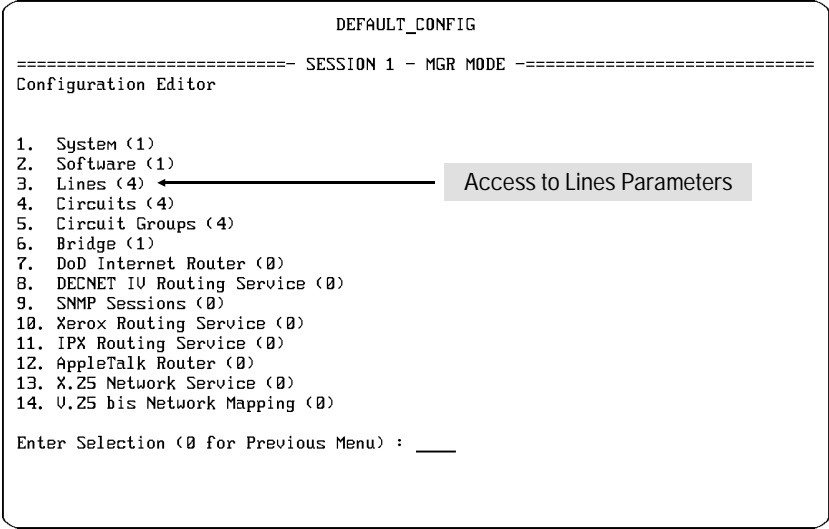 DEFAULT_CONFIG
===========================- SESSION 1 - MGR MODE -=============================
Configuration Editor
1. System (1)
2. Software (1)
3. Lines (4)
Access to Lines Parameters
4. Circuits (4)
5. Circuit Groups (4)
6. Bridge (1)
7. DoD Internet Router (0)
8. DECNET IV Routing Service (0)
9. SNMP Sessions (0)
10. Xerox Routing Service (0)
11. IPX Routing Service (0)
12. AppleTalk Router (0)
13. X.25 Network Service (0)
14. V.25 bis Network Mapping (0)
Enter Selection (0 for Previous Menu) : ____